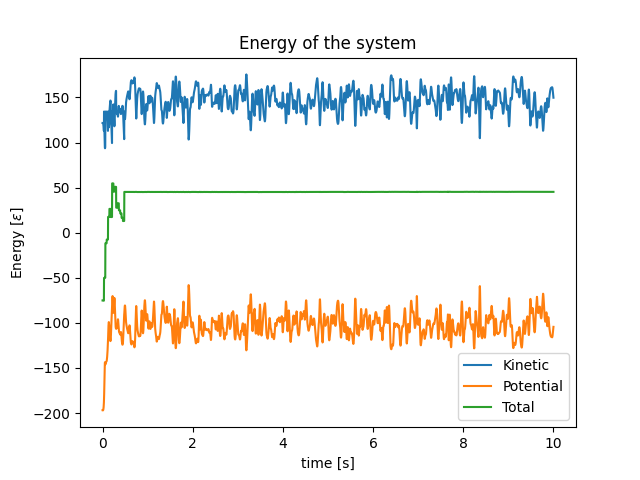 Energy of the system
Energy [ε]
150
100
50
0
−50
−100
−150
−200
0 2 4 6 8 10
time [s]
Kinetic
Potential
Total